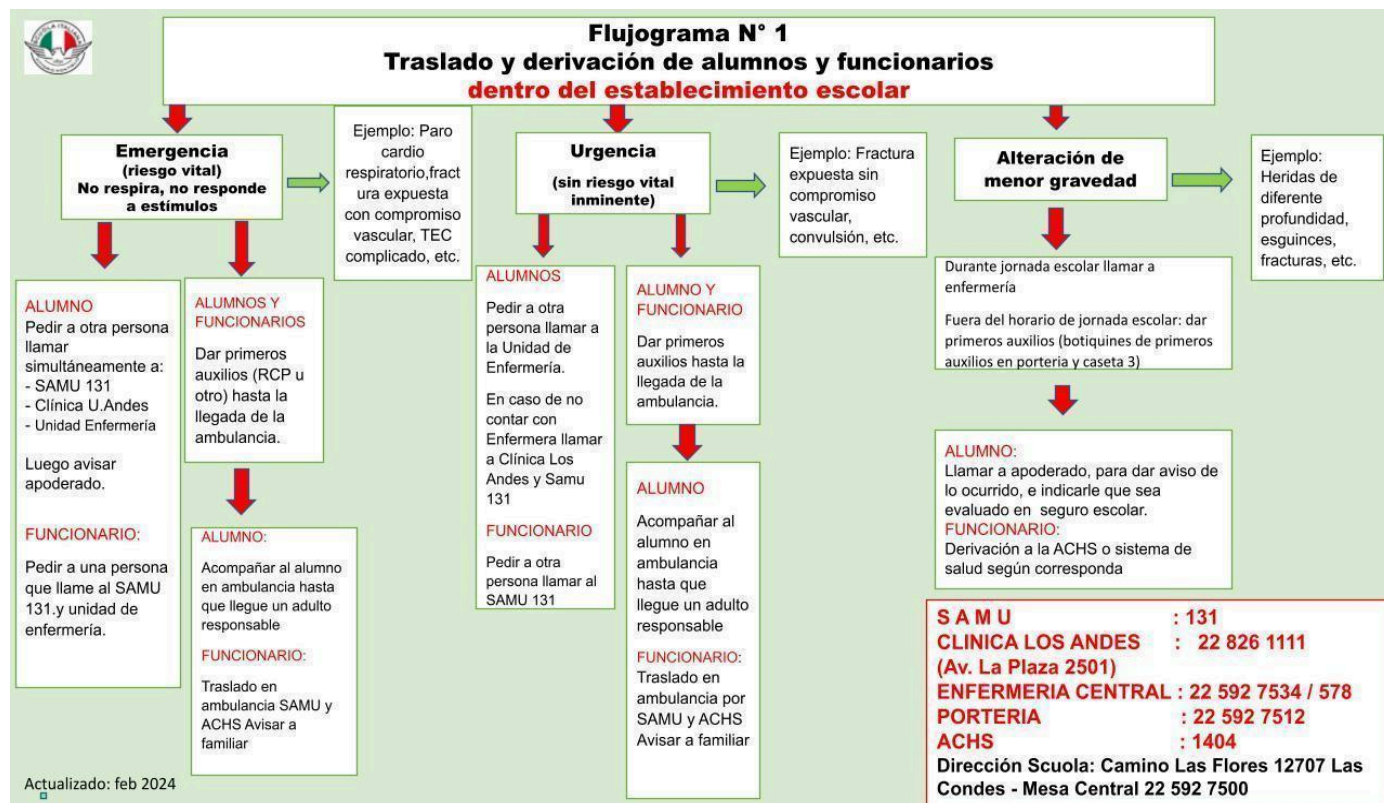 SCUOLA ITALIANA
Flujograma N° 1
Traslado y derivación de alumnos y funcionarios
dentro del establecimiento escolar
Emergencia
(riesgo vital)
No respira, no responde
a estímulos
Ejemplo: Paro
cardio
respiratorio,fract
ura expuesta
con compromiso
vascular, TEC
complicado, etc.
Urgencia
(sin riesgo vital
inminente)
Ejemplo: Fractura
expuesta sin
compromiso
vascular,
convulsión, etc.
Alteración de
menor gravedad
Ejemplo:
Heridas de
diferente
profundidad,
esguinces,
fracturas, etc.
ALUMNO
Pedir a otra persona
llamar
simultáneamente a:
- SAMU 131
- Clínica U.Andes
- Unidad Enfermería
Luego avisar
apoderado.
FUNCIONARIO:
Pedir a una persona
que llame al SAMU
131.y unidad de
enfermería.
ALUMNOS Y
FUNCIONARIOS
Dar primeros
auxilios (RCP u
otro) hasta la
llegada de la
ambulancia.
ALUMNO:
Acompañar al alumno
en ambulancia hasta
que llegue un adulto
responsable
FUNCIONARIO:
Traslado en
ambulancia SAMU y
ACHS Avisar a
familiar
ALUMNOS
Pedir a otra
persona llamar a
la Unidad de
Enfermería.
En caso de no
contar con
Enfermera llamar
a Clínica Los
Andes y Samu
131
FUNCIONARIO
Pedir a otra
persona llamar al
SAMU 131
ALUMNO Y
FUNCIONARIO
Dar primeros
auxilios hasta la
llegada de la
ambulancia.
ALUMNO
Acompañar al
alumno en
ambulancia
hasta que
llegue un adulto
responsable
FUNCIONARIO:
Traslado en
ambulancia por
SAMU y ACHS
Avisar a familiar
Durante jornada escolar llamar a
enfermería
Fuera del horario de jornada escolar: dar
primeros auxilios (botiquines de primeros
auxilios en porteria y caseta 3)
ALUMNO:
Llamar a apoderado, para dar aviso de
lo ocurrido, e indicarle que sea
evaluado en seguro escolar.
FUNCIONARIO:
Derivación a la ACHS o sistema de
salud según corresponda
S A M U : 131
CLINICA LOS ANDES : 22 826 1111
(Av. La Plaza 2501)
ENFERMERIA CENTRAL : 22 592 7534 / 578
PORTERIA : 22 592 7512
ACHS : 1404
Dirección Scuola: Camino Las Flores 12707 Las
Condes - Mesa Central 22 592 7500
Actualizado: feb 2024